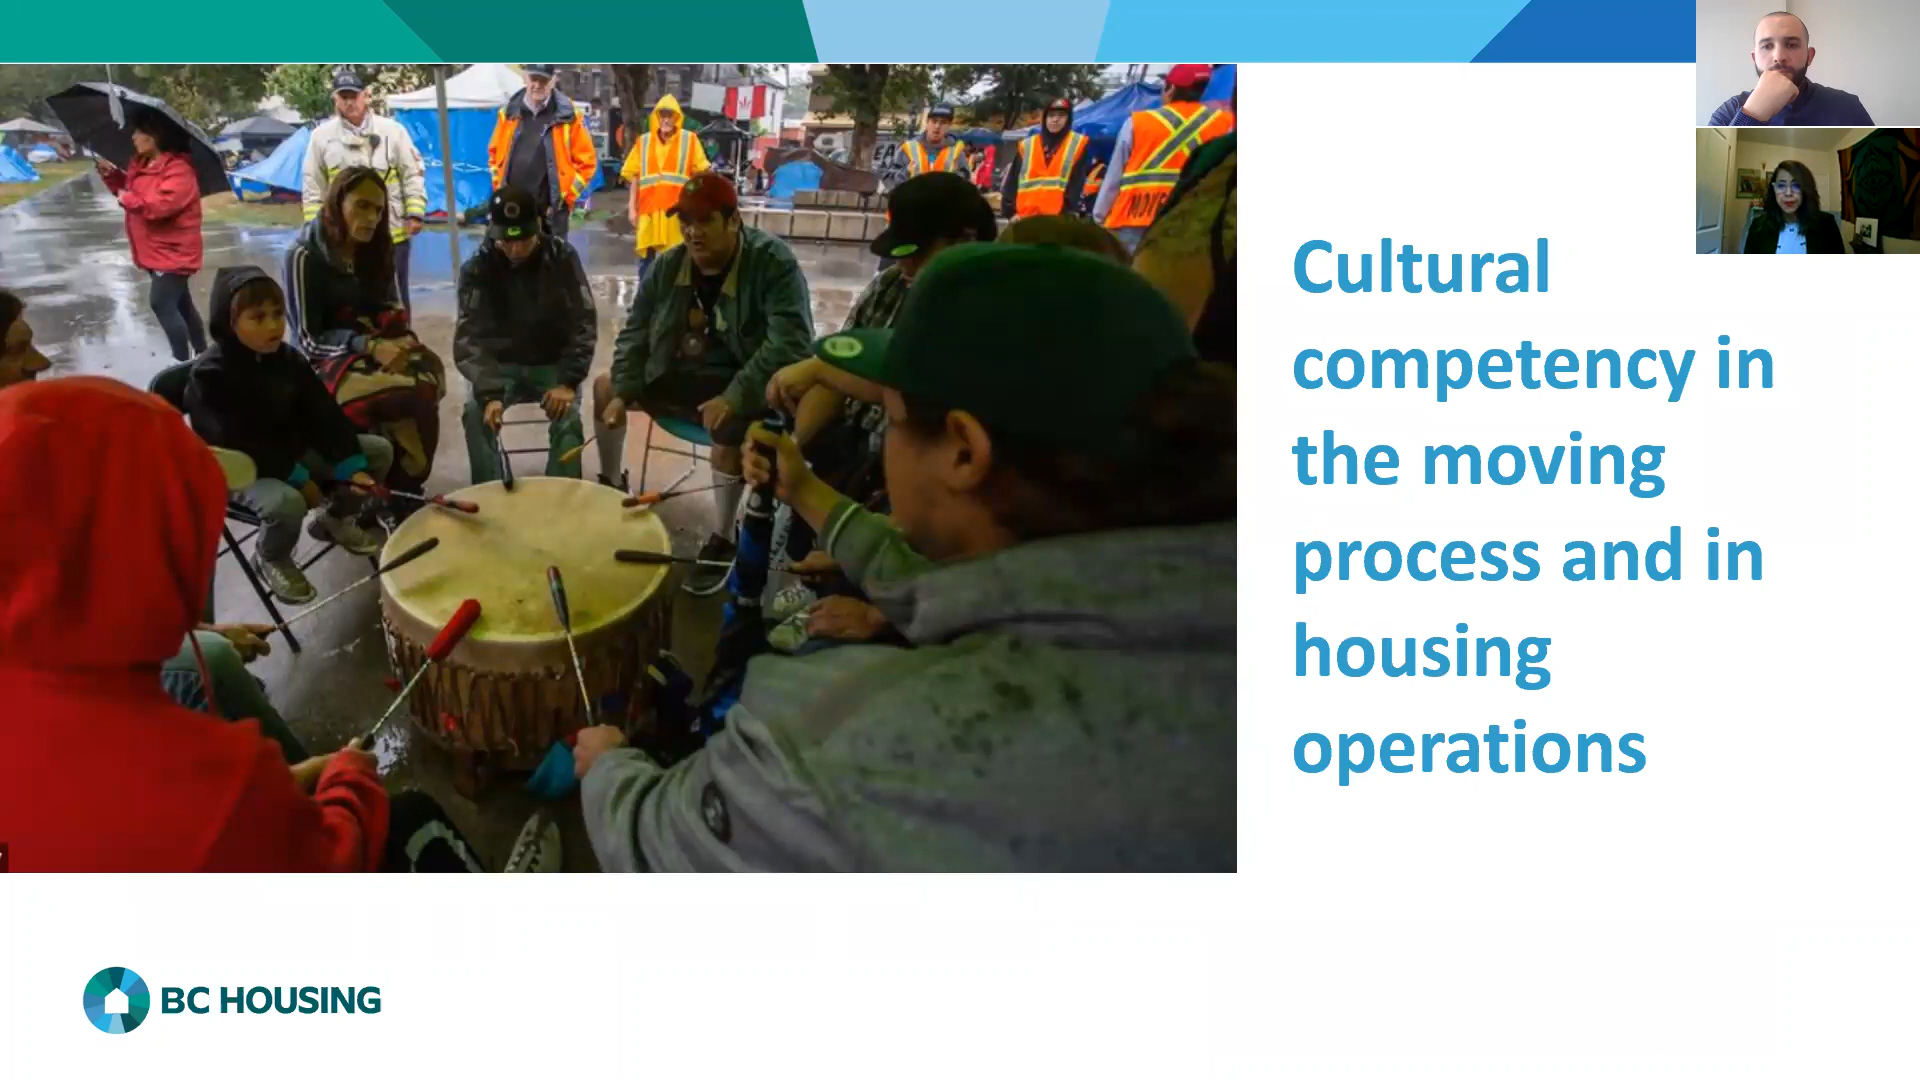 Cultural
competency in
the moving
process and in
housing
operations
BC HOUSING